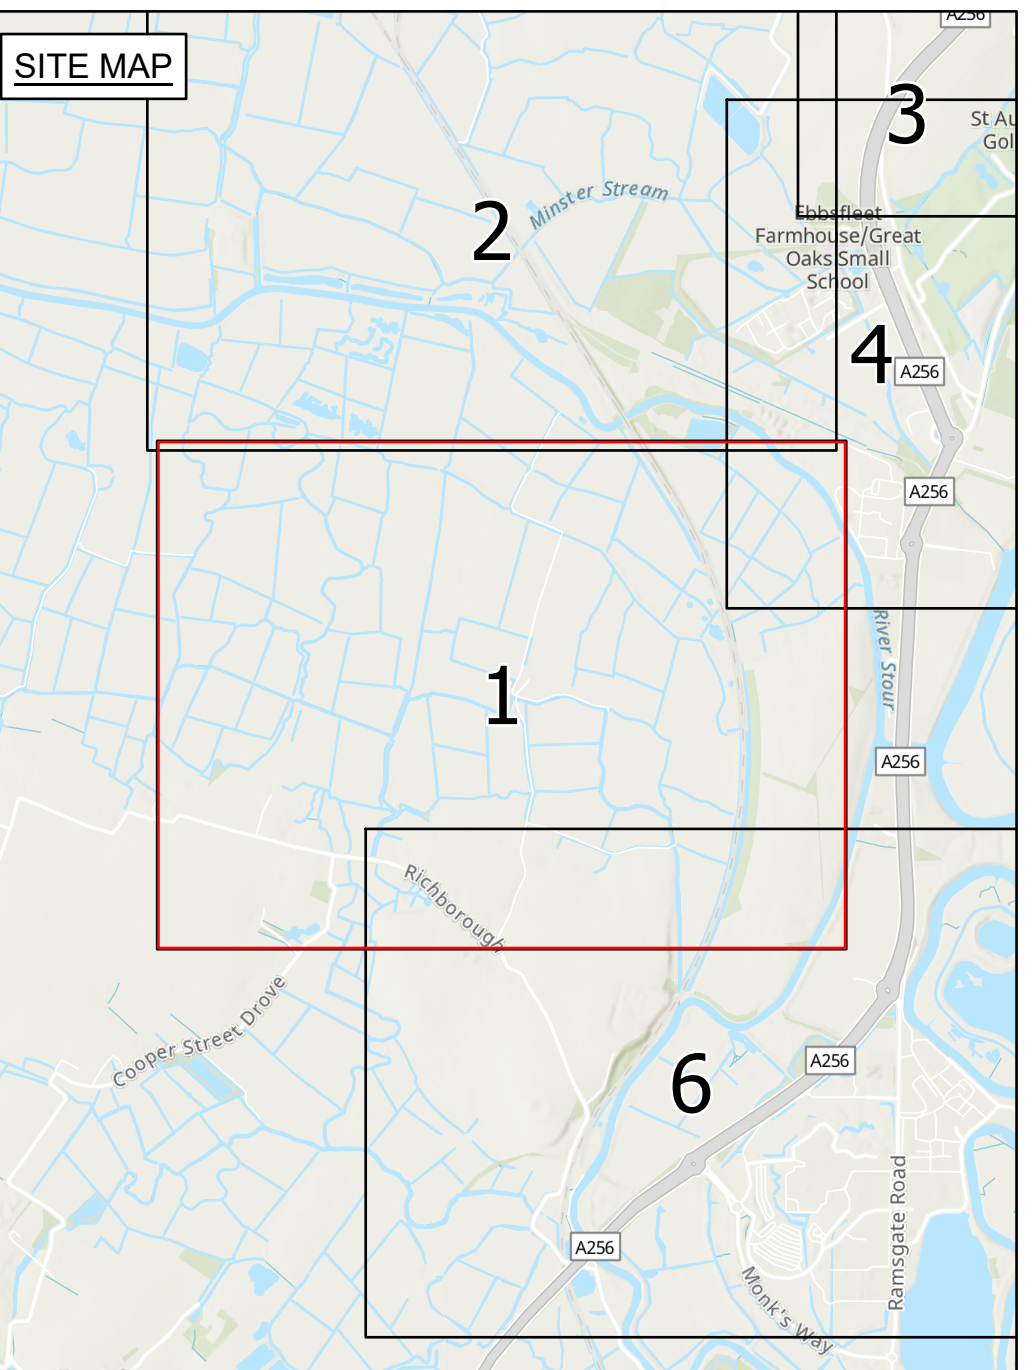 A256
SITE MAP
3
St Au
Gol
Minster Stream
2
Ebbsfleet
Farmhouse/Great
Oaks Small
School
4
A256
A256
River Stour
1
A256
Richborough
Cooper Street Drove
A256
6
Ramsgate Road
A256
Monk's Way